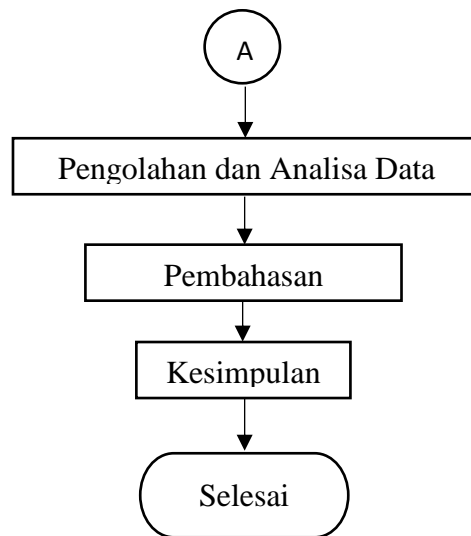 A
Pengolahan dan Analisa Data
Pembahasan
Kesimpulan
Selesai